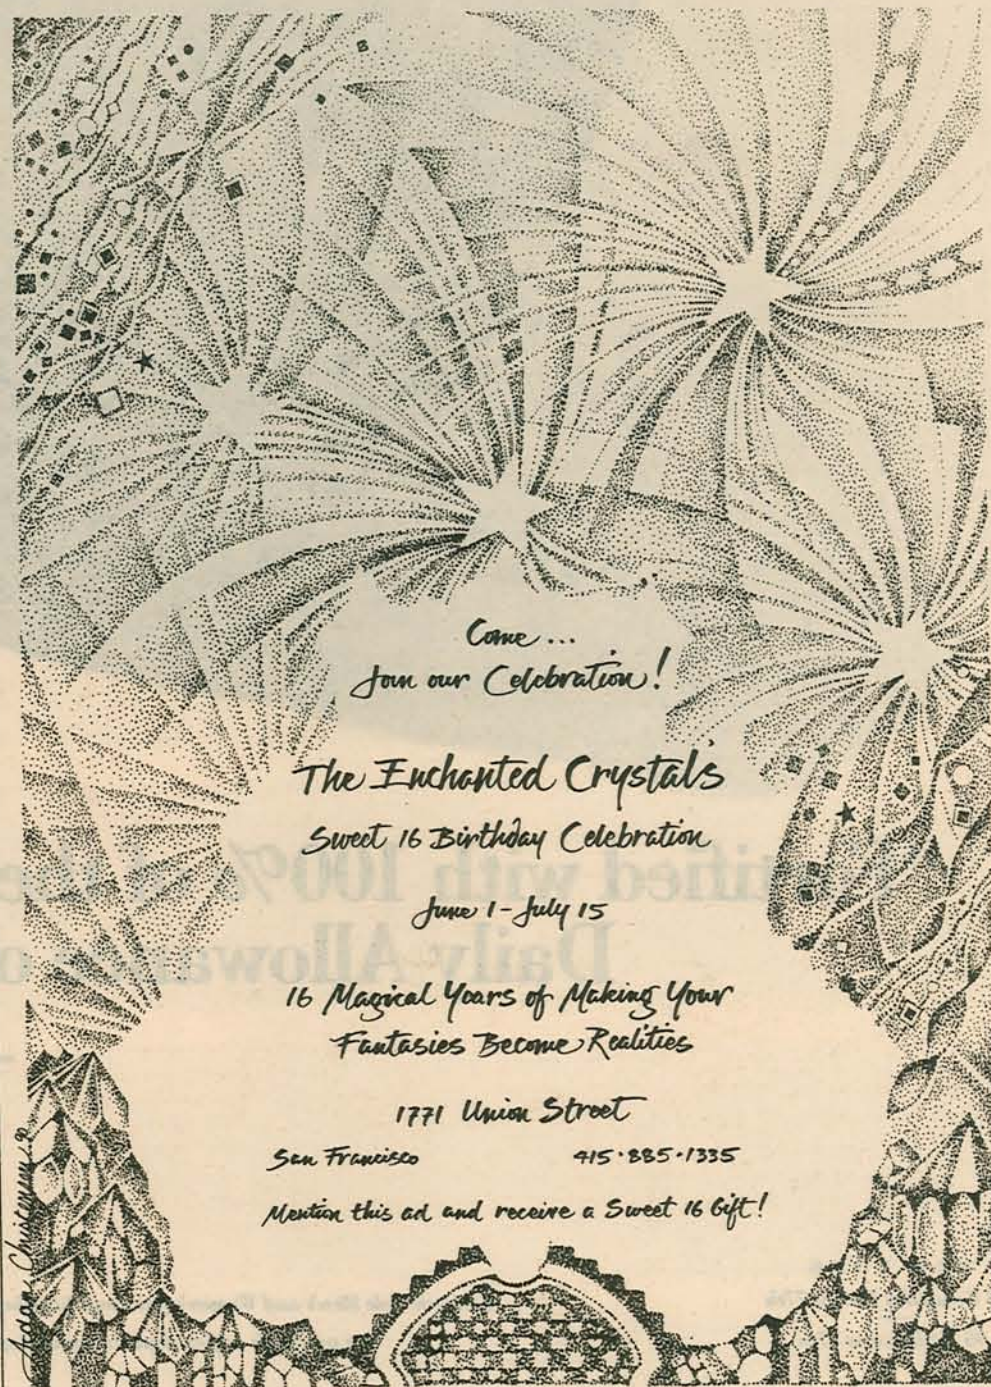 Come...
Join our Celebration!
The Enchanted Crystal's
Sweet 16 Birthday Celebration
June 1 - July 15
16 Magical Years of Making Your
Fantasies Become Realities
1771 Union Street
San Francisco 415·885·1335
Mention this ad and receive a Sweet 16 Gift!